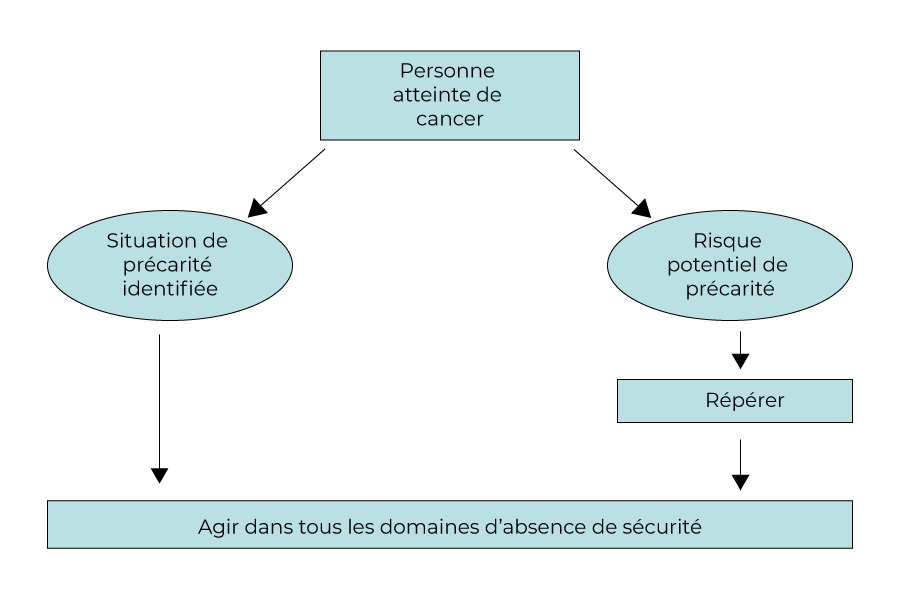 Personne
atteinte de
cancer
Situation de
précarité
identifiée
Risque
potentiel de
précarité
Répérer
Agir dans tous les domaines d’absence de sécurité